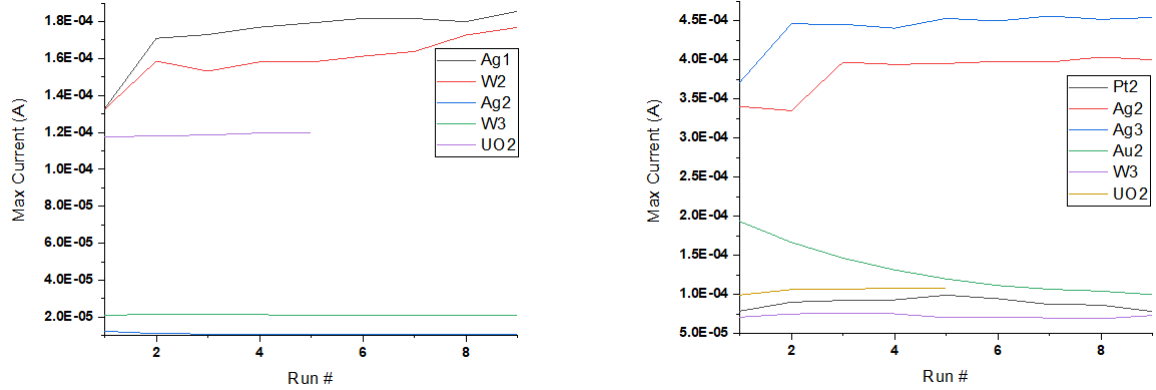 1.8E-04
1.6E-04
1.4E-04
1.2E-04
1.0E-04
8.0E-05
6.0E-05
4.0E-05
2.0E-05
Max Current (A)
2 4 6 8
Run #
Ag1
W2
Ag2
W3
UO2
4.5E-04
4.0E-04
3.5E-04
3.0E-04
2.5E-04
2.0E-04
1.5E-04
1.0E-04
5.0E-05
Max Current (A)
2 4 6 8
Run #
Pt2
Ag2
Ag3
Au2
W3
UO2